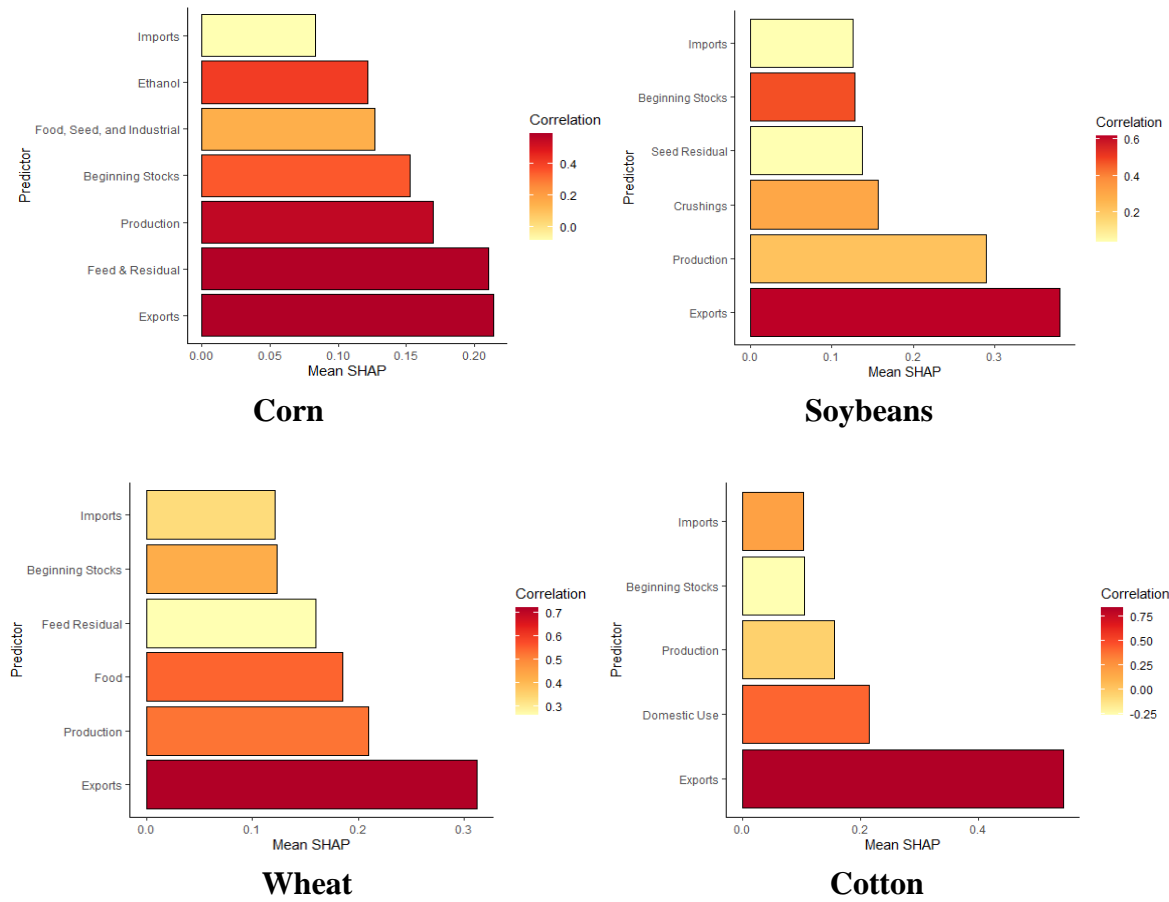 Predictor
Imports
Ethanol
Food, Seed, and Industrial
Beginning Stocks
Production
Feed & Residual
Exports
0.00 0.05 0.10 0.15 0.20
Mean SHAP
Correlation
0.4
0.2
0.0
Corn
Predictor
Imports
Beginning Stocks
Seed Residual
Crushings
Production
Exports
0.0 0.1 0.2 0.3
Mean SHAP
Correlation
0.6
0.4
0.2
Soybeans
Predictor
Imports
Beginning Stocks
Feed Residual
Food
Production
Exports
0.0 0.1 0.2 0.3
Mean SHAP
Correlation
0.7
0.6
0.5
0.4
0.3
Wheat
Predictor
Imports
Beginning Stocks
Production
Domestic Use
Exports
0.0 0.2 0.4
Mean SHAP
Correlation
0.75
0.50
0.25
0.00
-0.25
Cotton